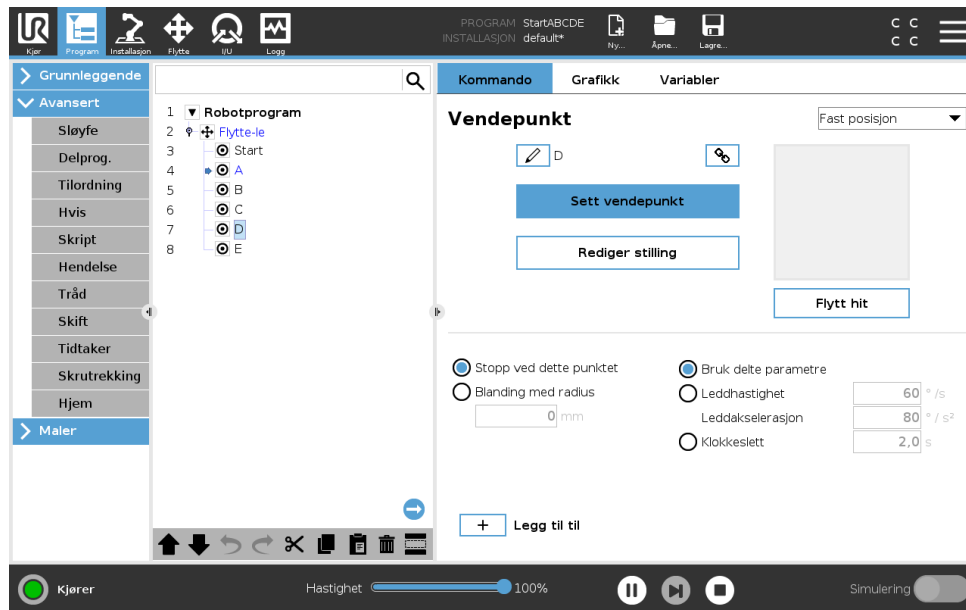 UR
Kjør
Program
Installasjon
Flytte
I/U
Logg
PROGRAM StartABCDE
INSTALLASJON default*
Ny...
Åpne...
Lagre...
C C
C C
Grunnleggende
Avansert
Sløyfe
Delprog.
Tilordning
Hvis
Skript
Hendelse
Tråd
Skift
Tidtaker
Skrutrekking
Hjem
Maler
1 Robotprogram
2 Flytte-le
3 Start
4 A
5 B
6 C
7 D
8 E
Kommando Grafikk Variabler
Vendepunkt
Fast posisjon
D
Sett vendepunkt
Rediger stilling
Flytt hit
Stopp ved dette punktet
Blanding med radius
0 mm
Bruk delte parametre
Leddhastighet 60 ° /s
Leddakselerasjon 80 ° / s²
Klokkeslett 2,0 s
+ Legg til til
Kjører
Hastighet 100%
Simulering